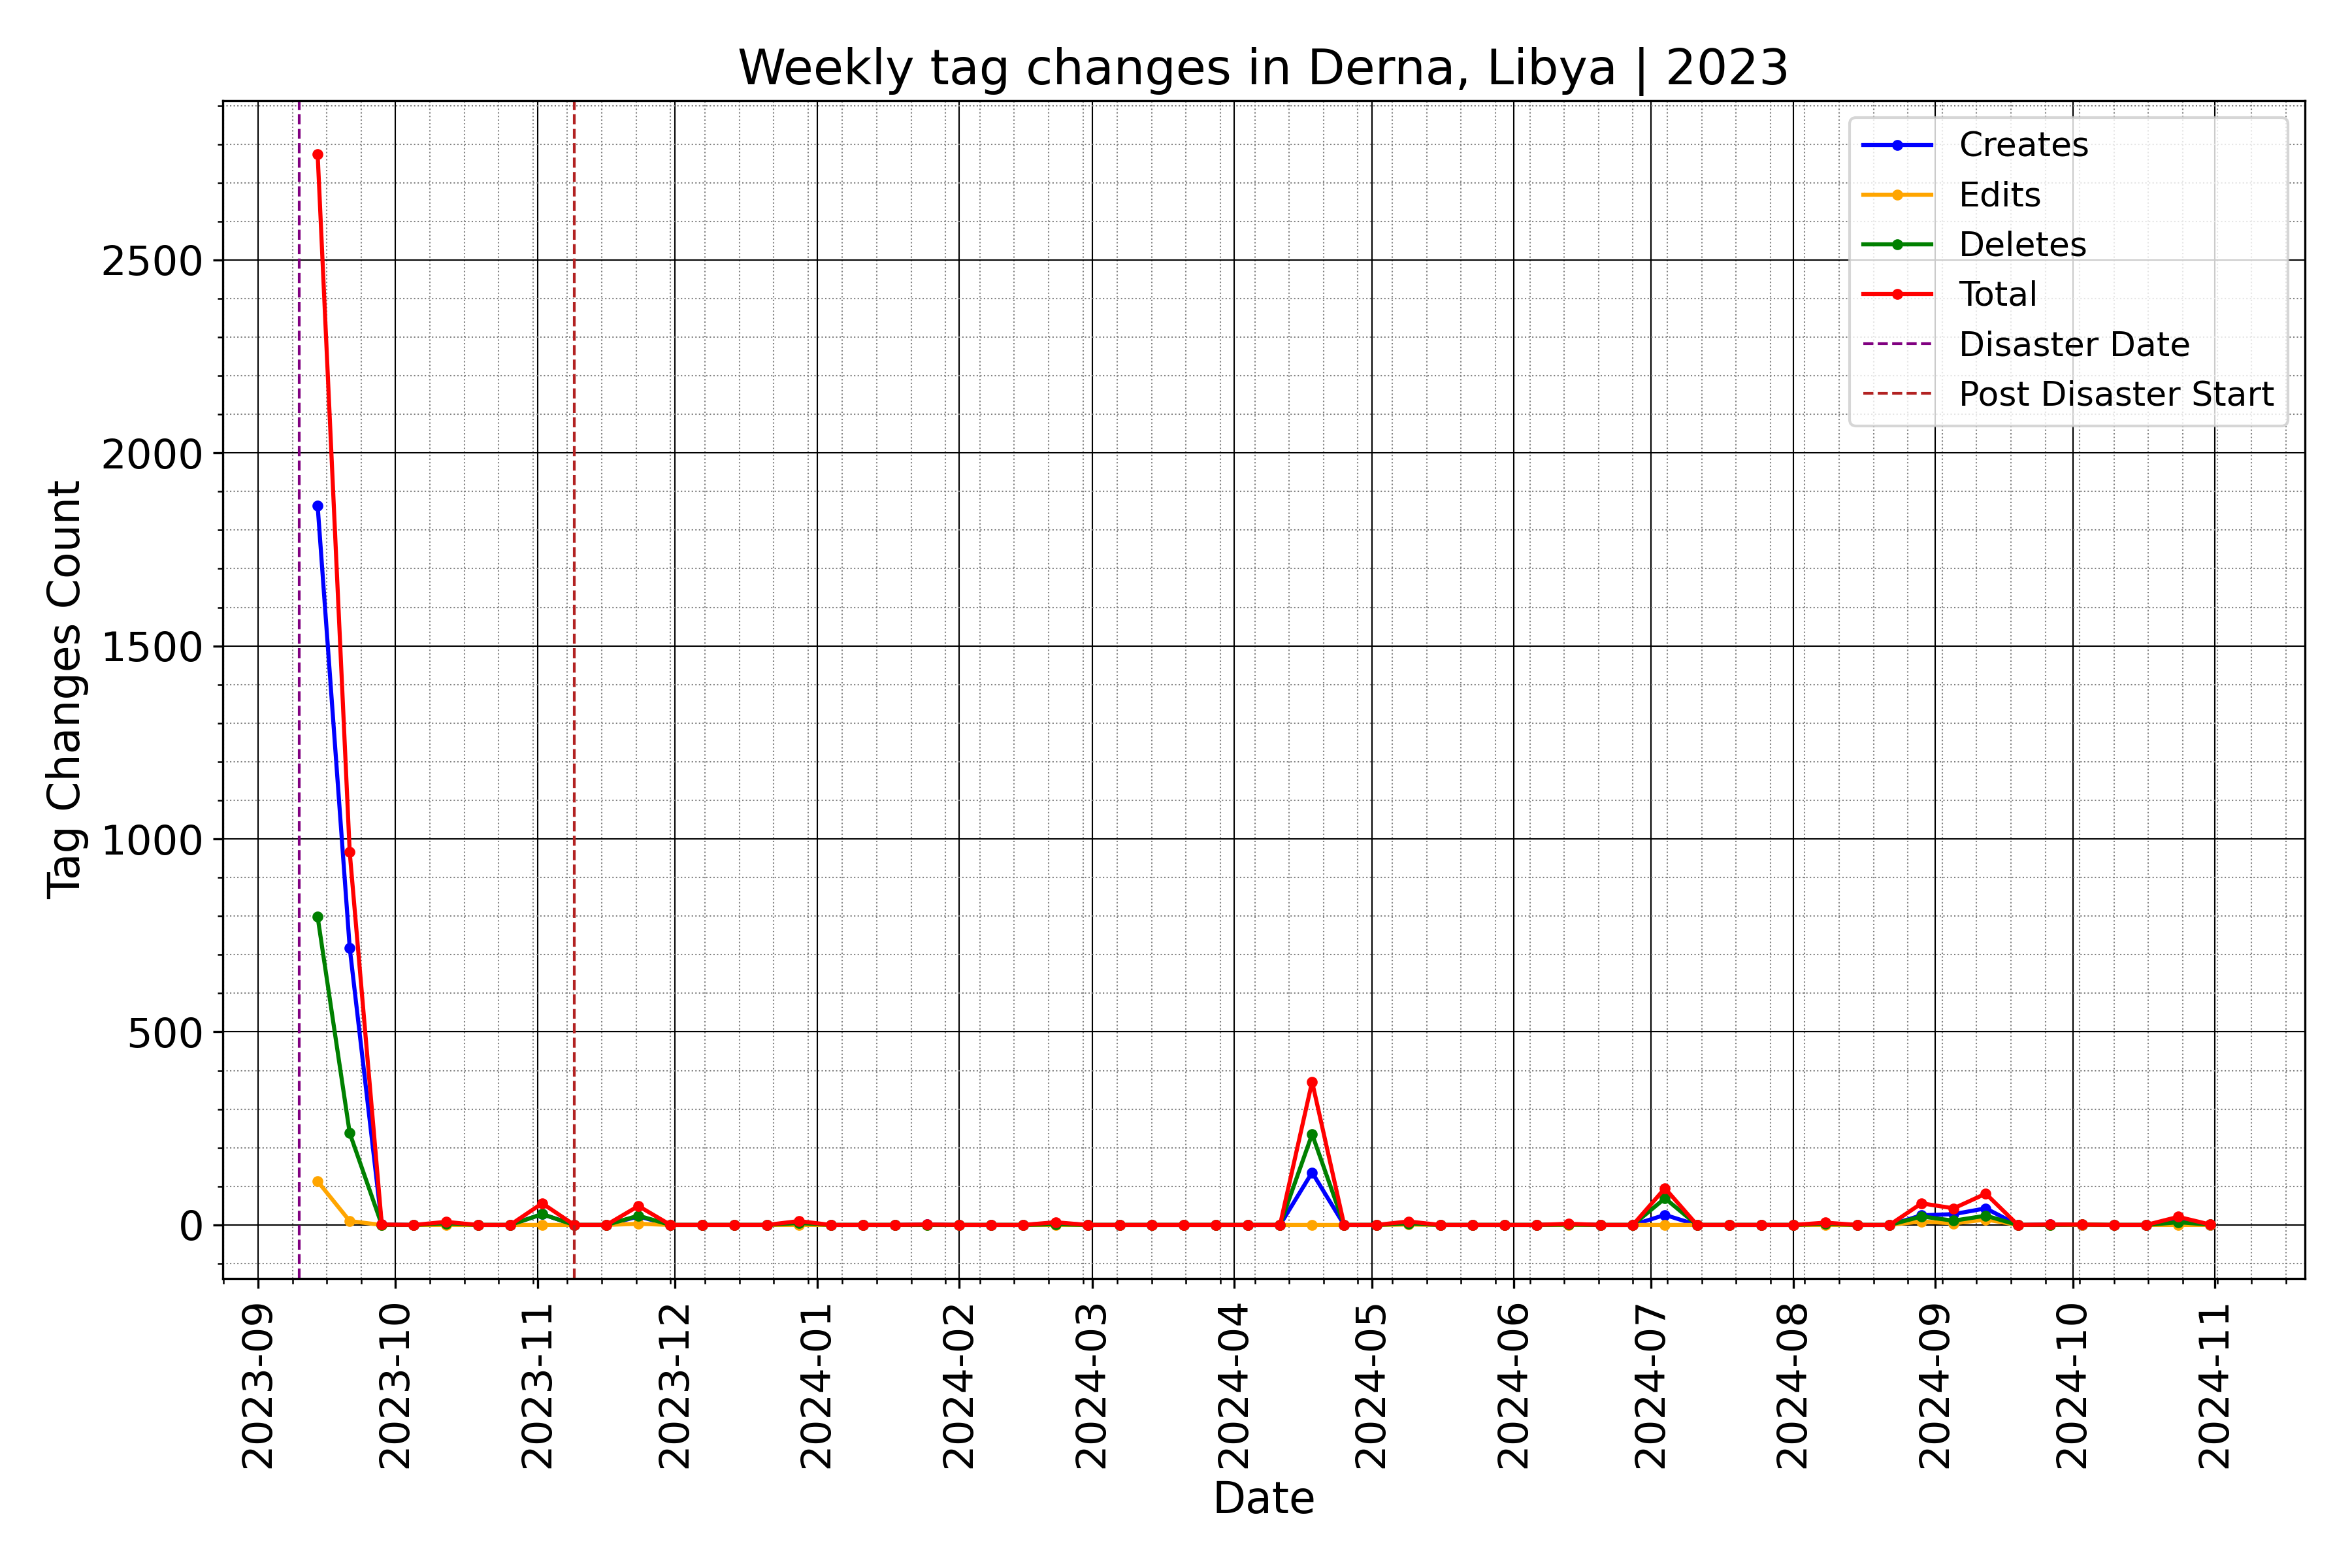 Weekly tag changes in Derna, Libya | 2023
Creates
Edits
Deletes
Total
Disaster Date
Post Disaster Start
Tag Changes Count
2500
2000
1500
1000
500
0
2023-09
2023-10
2023-11
2023-12
2024-01
2024-02
2024-03
2024-04
2024-05
2024-06
2024-07
2024-08
2024-09
2024-10
2024-11
Date